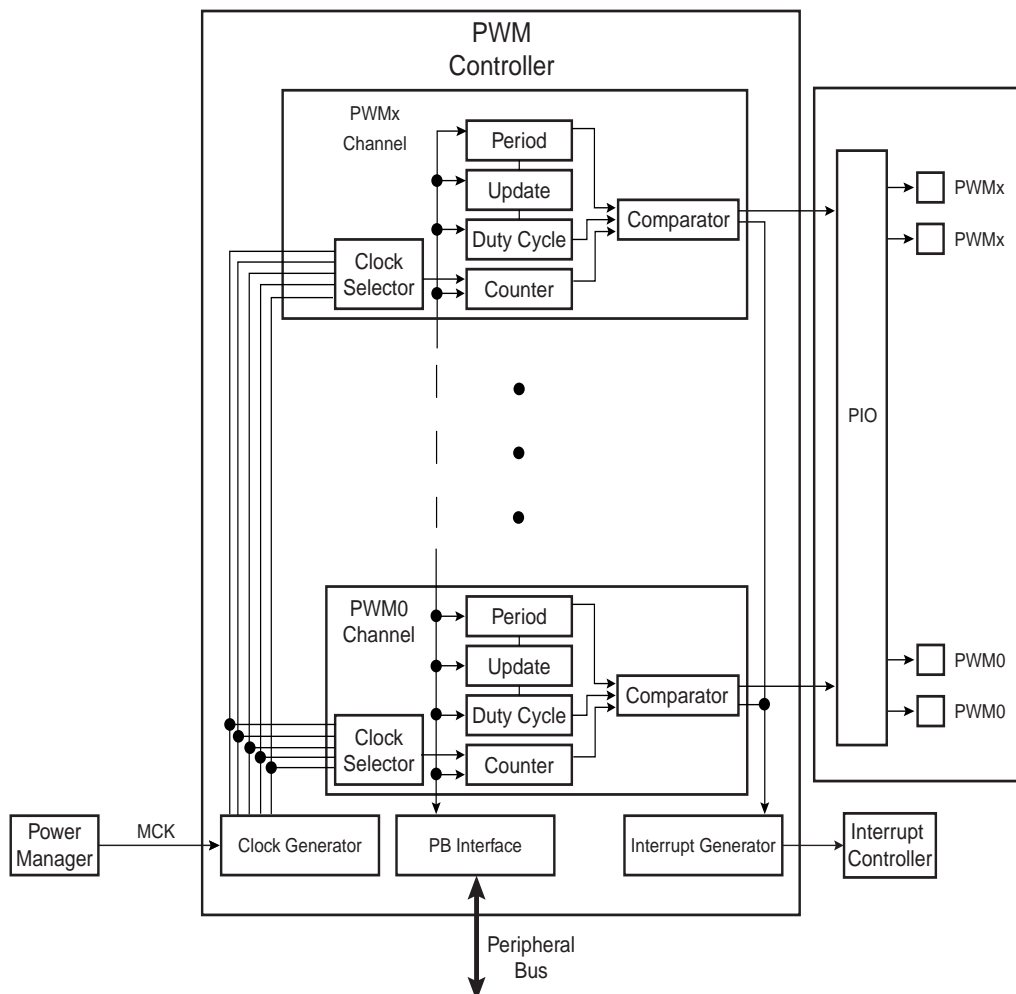 PWM
Controller
PWMx
Channel
Period
Update
Duty Cycle
Comparator
Clock
Selector
Counter
PIO
PWMx
PWMx
PWM0
Channel
Period
Update
Duty Cycle
Comparator
Clock
Selector
Counter
PWM0
PWM0
Power
Manager
MCK
Clock Generator
PB Interface
Interrupt Generator
Interrupt
Controller
Peripheral
Bus